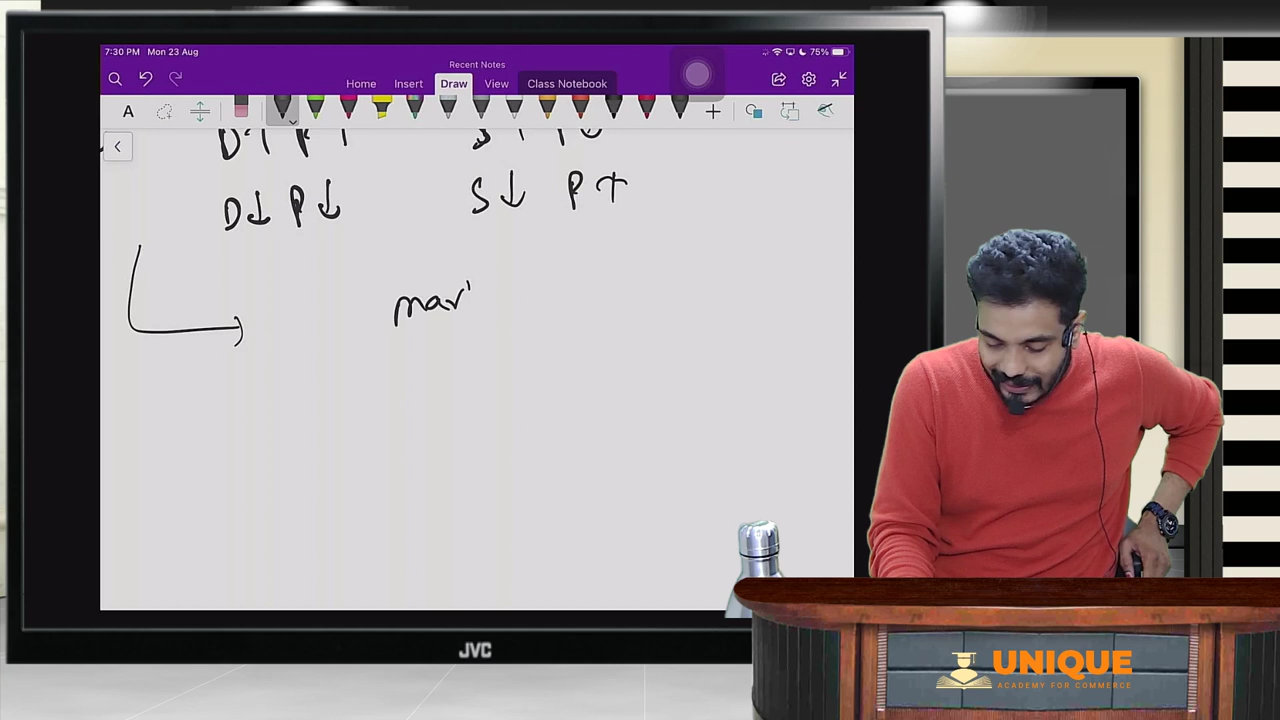 7:30 PM Mon 23 Aug
75%
Recent Notes
Home Insert Draw View Class Notebook
A
D↑ P↑ S↑ P↓
D↓ P↓ S↓ P↑
mar
JVC
UNIQUE
ACADEMY FOR COMMERCE